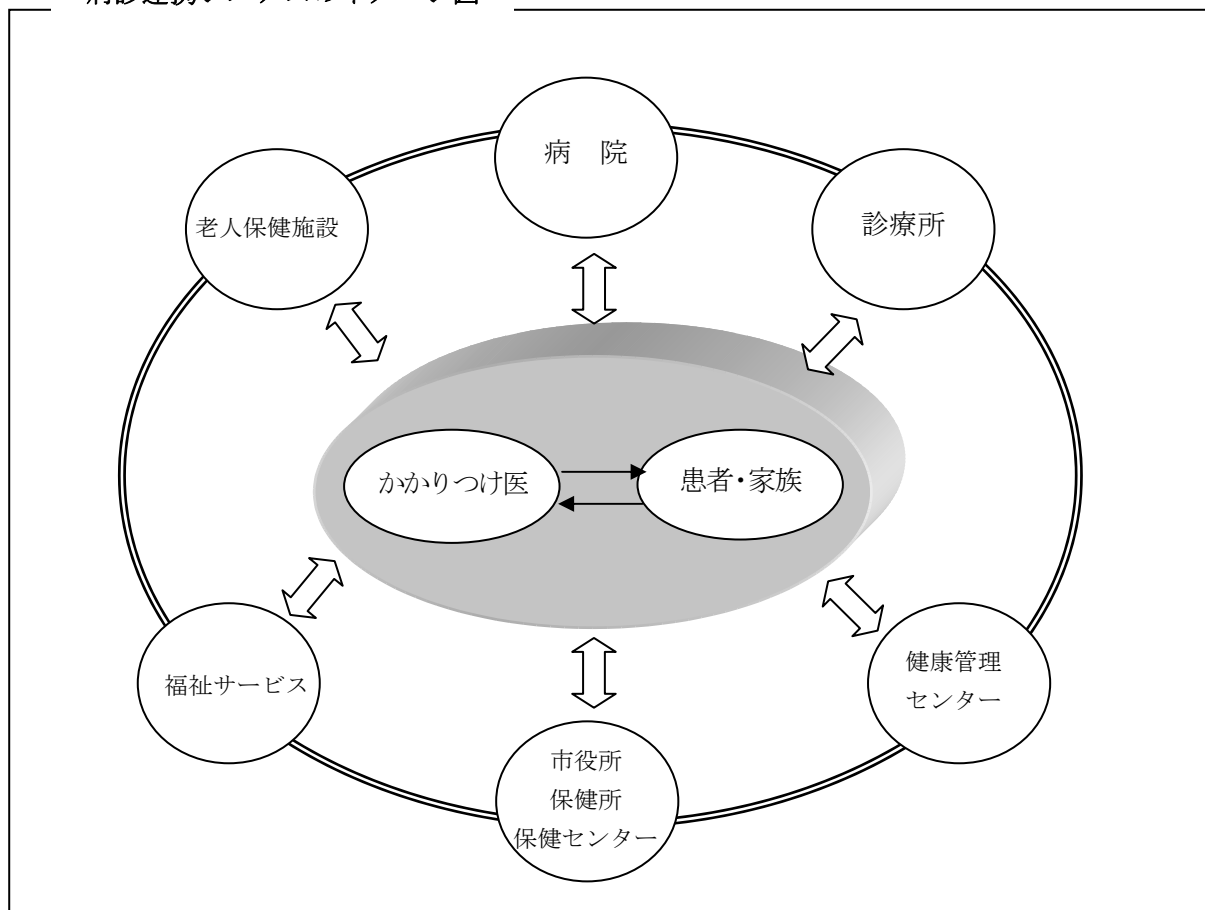 病　院
老人保健施設
診療所
かかりつけ医
患者・家族
福祉サービス
健康管理
センター
市役所
保健所
保健センター